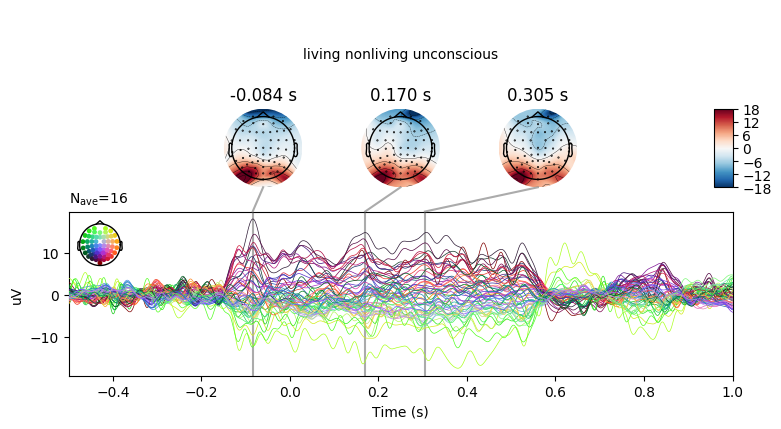 living nonliving unconscious
-0.084 s 0.170 s 0.305 s
18
12
6
0
−6
−12
−18
Nave=16
10
0
−10
uV
−0.4 −0.2 0.0 0.2 0.4 0.6 0.8 1.0
Time (s)